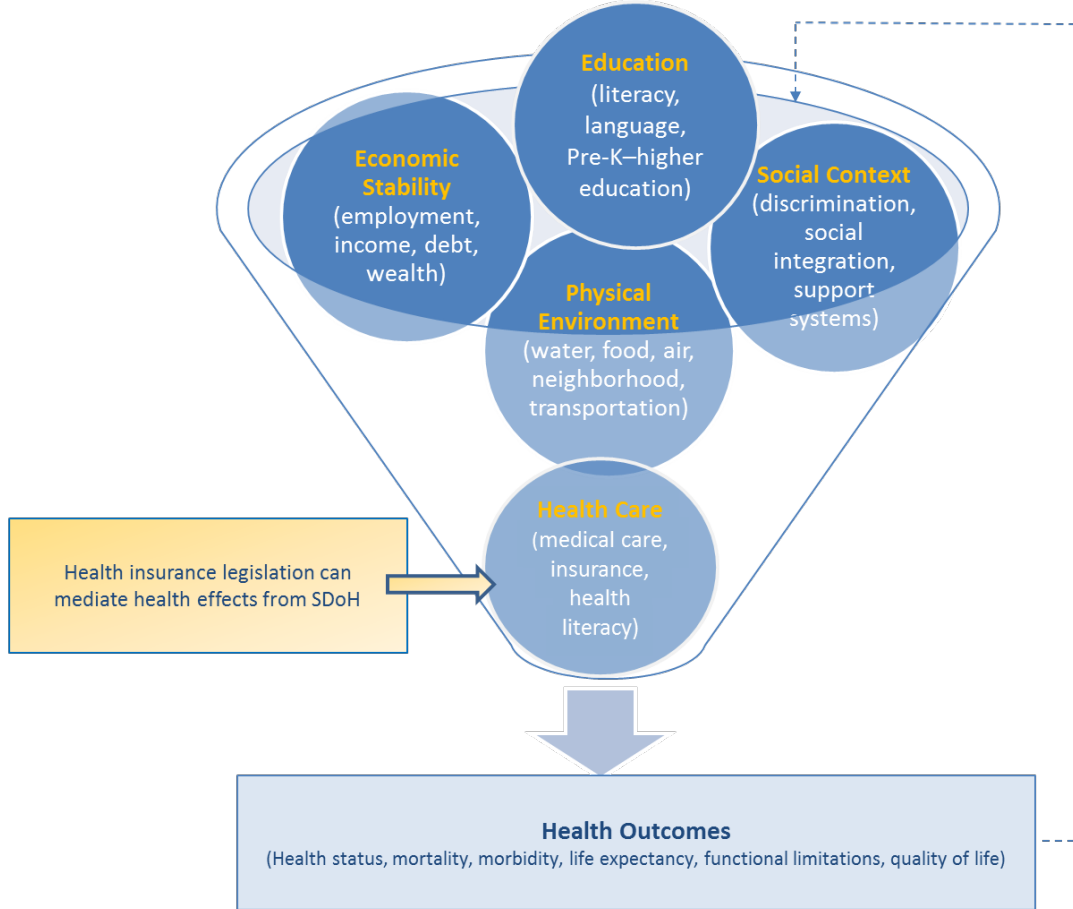 Education
(literacy,
language,
Pre-K–higher
education)
Economic
Stability
(employment,
income, debt,
wealth)
Social Context
(discrimination,
social
integration,
support
systems)
Physical
Environment
(water, food, air,
neighborhood,
transportation)
Health Care
(medical care,
insurance,
health
literacy)
Health insurance legislation can
mediate health effects from SDoH
Health Outcomes
(Health status, mortality, morbidity, life expectancy, functional limitations, quality of life)